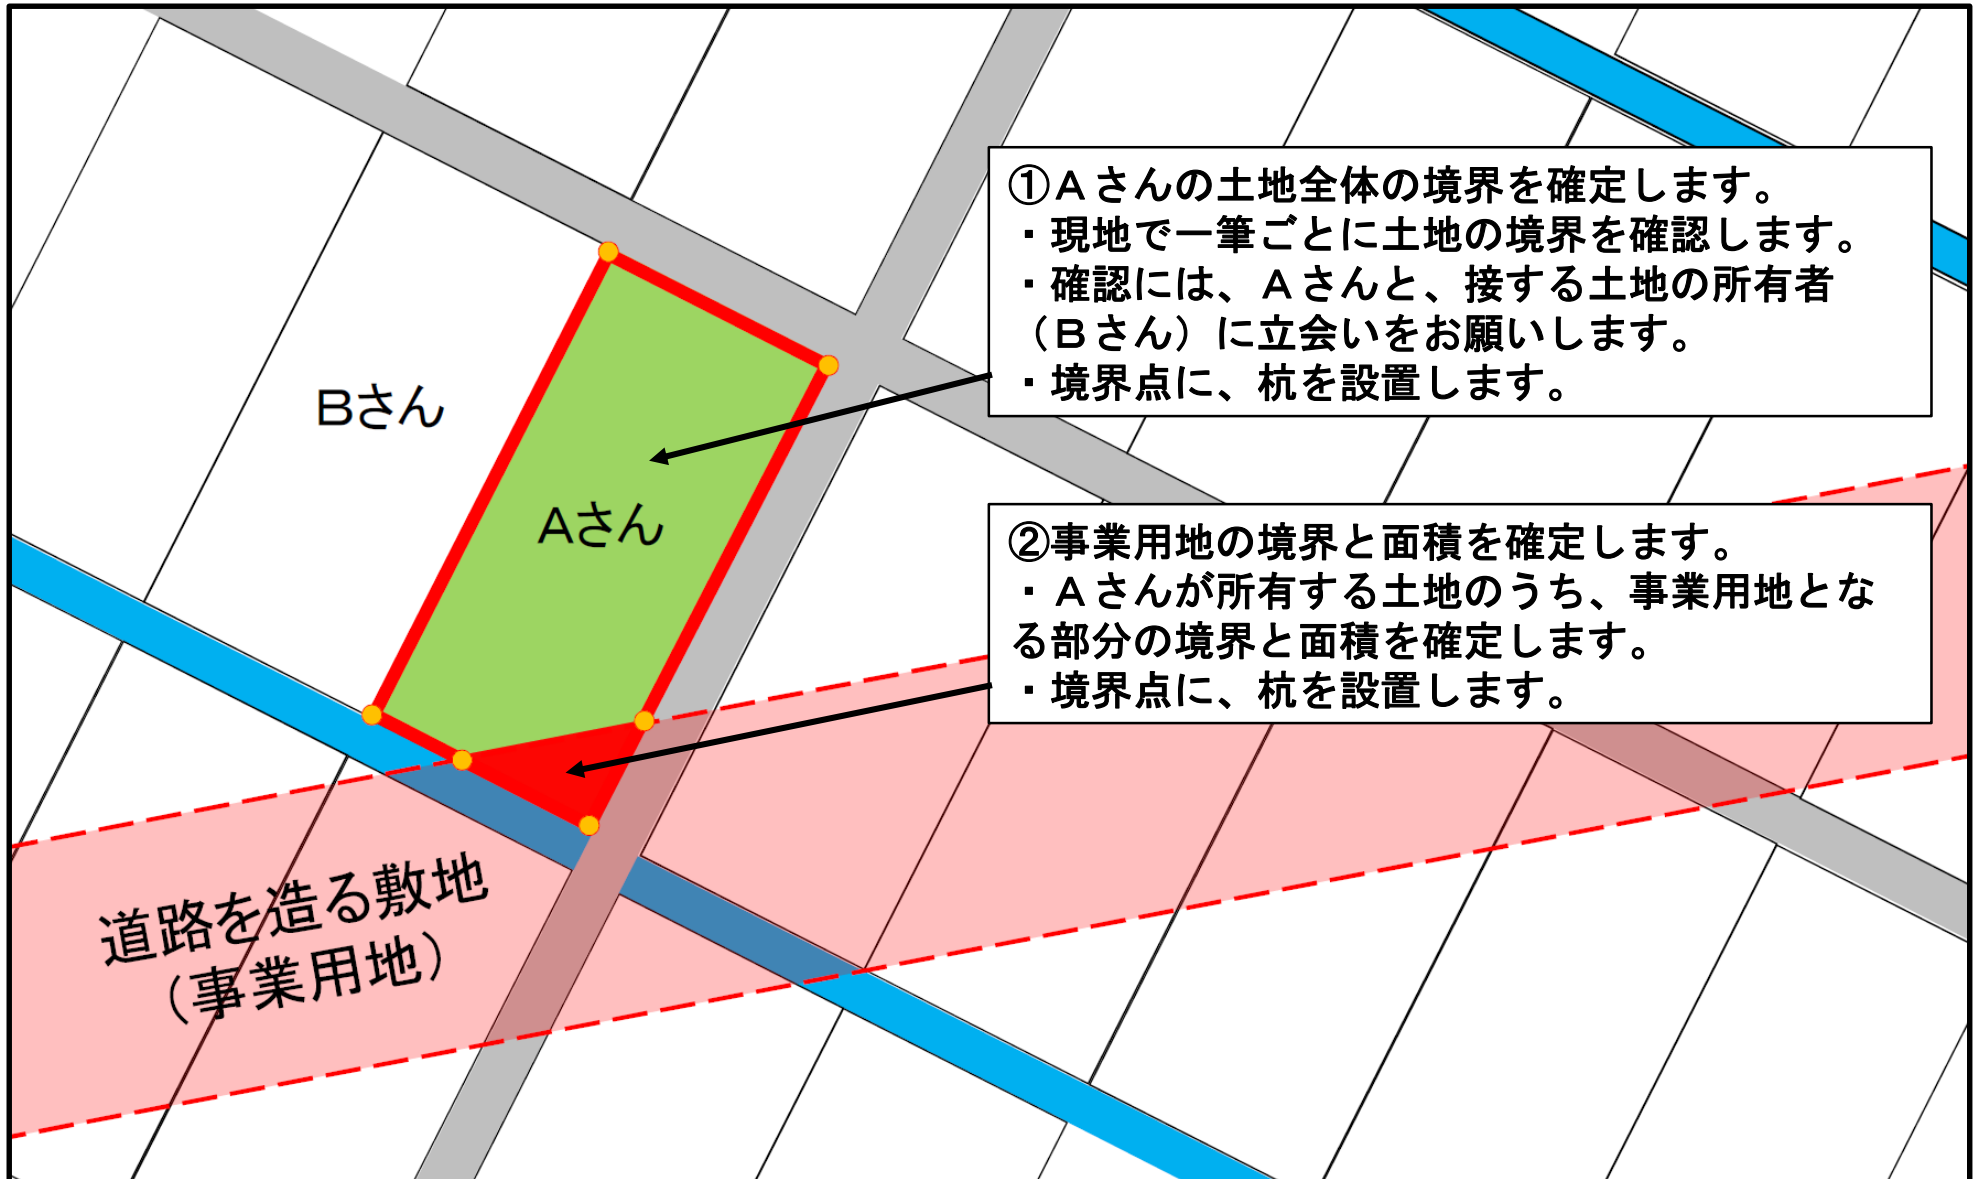 ①Aさんの土地全体の境界を確定します。
・現地で一筆ごとに土地の境界を確認します。
・確認には、Aさんと、接する土地の所有者
（Bさん）に立会いをお願いします。
・境界点に、杭を設置します。
Bさん
Aさん
②事業用地の境界と面積を確定します。
・Aさんが所有する土地のうち、事業用地とな
る部分の境界と面積を確定します。
・境界点に、杭を設置します。
道路を造る敷地
（事業用地）